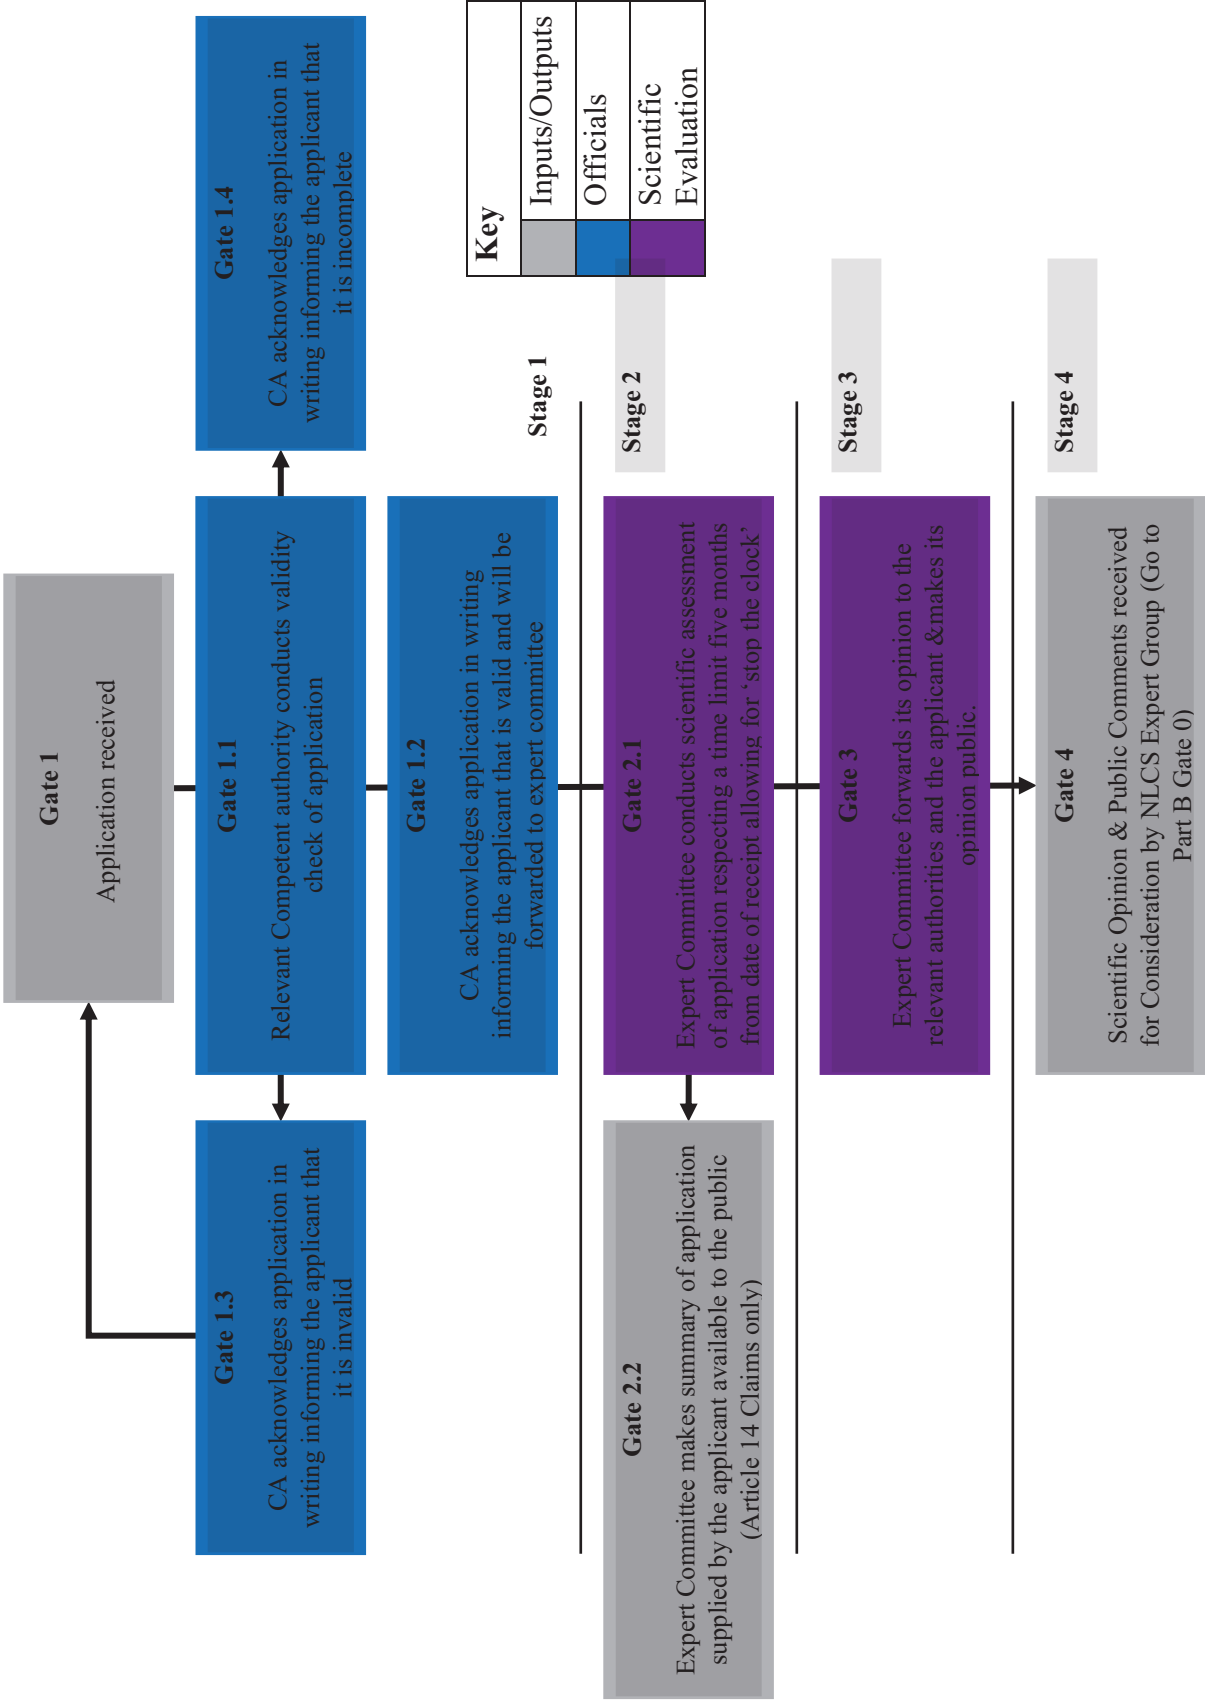 Gate 1
Application received
Gate 1.3
CA acknowledges application in
writing informing the applicant that
it is invalid
Gate 1.1
Relevant Competent authority conducts validity
check of application
Gate 1.4
CA acknowledges application in
writing informing the applicant that
it is incomplete
Gate 1.2
CA acknowledges application in writing
informing the applicant that is valid and will be
forwarded to expert committee
Key
Inputs/Outputs
Officials
Scientific
Evaluation
Stage 1
Stage 2
Gate 2.2
Expert Committee makes summary of application
supplied by the applicant available to the public
(Article 14 Claims only)
Gate 2.1
Expert Committee conducts scientific assessment
of application respecting a time limit five months
from date of receipt allowing for ‘stop the clock’
Stage 3
Gate 3
Expert Committee forwards its opinion to the
relevant authorities and the applicant &makes its
opinion public.
Stage 4
Gate 4
Scientific Opinion & Public Comments received
for Consideration by NLCS Expert Group (Go to
Part B Gate 0)